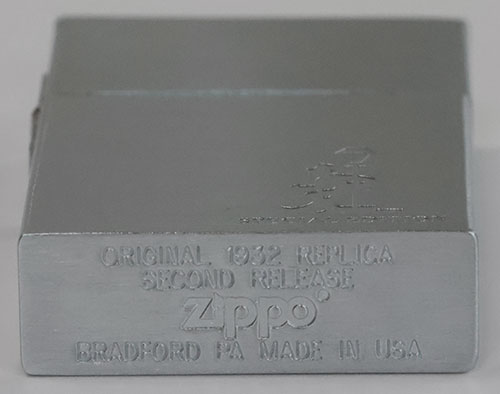 ORIGINAL 1932 REPLICA
SECOND RELEASE
Zippo®
BRADFORD PA MADE IN USA